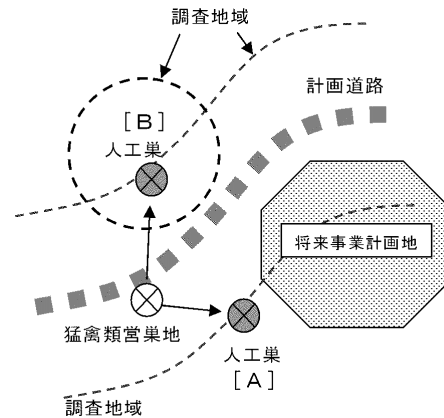 調査地域
計画道路
[B]
人工巣
将来事業計画地
猛禽類営巣地
人工巣
[A]
調査地域